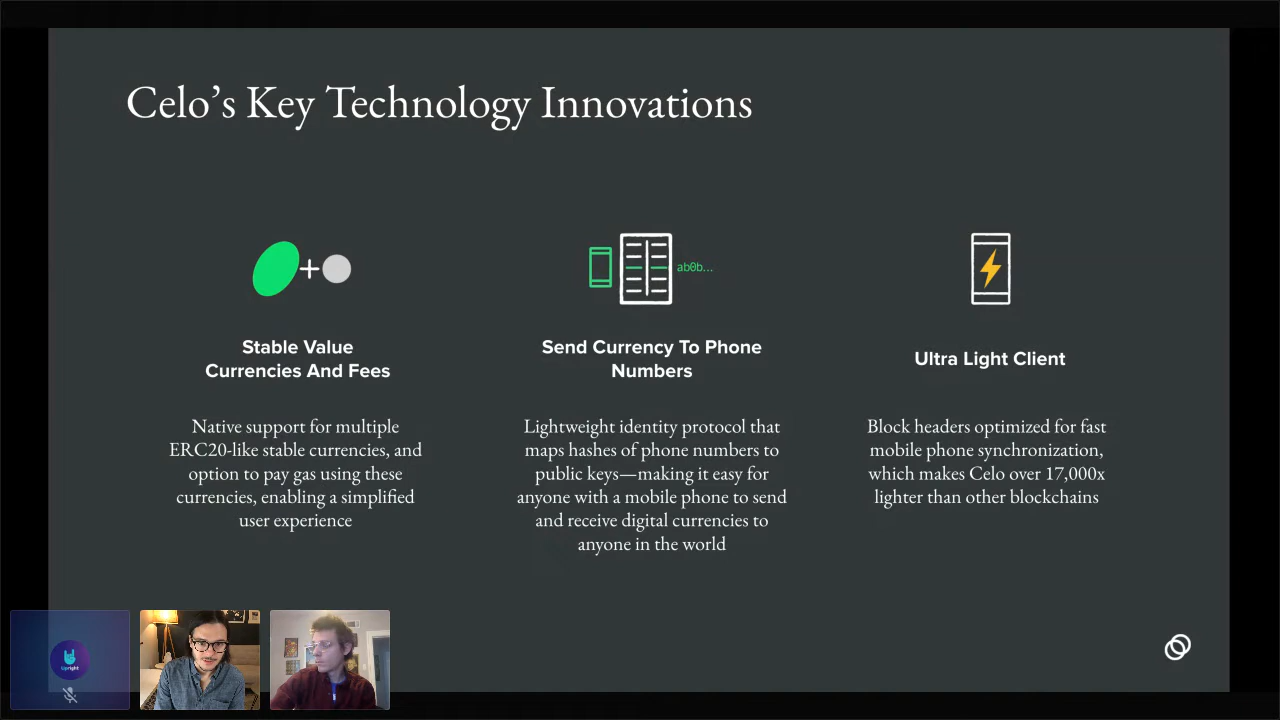 Celo’s Key Technology Innovations
ab0b...
Stable Value
Currencies And Fees
Native support for multiple
ERC20-like stable currencies, and
option to pay gas using these
currencies, enabling a simplified
user experience
Send Currency To Phone
Numbers
Lightweight identity protocol that
maps hashes of phone numbers to
public keys—making it easy for
anyone with a mobile phone to send
and receive digital currencies to
anyone in the world
Ultra Light Client
Block headers optimized for fast
mobile phone synchronization,
which makes Celo over 17,000x
lighter than other blockchains
Upright